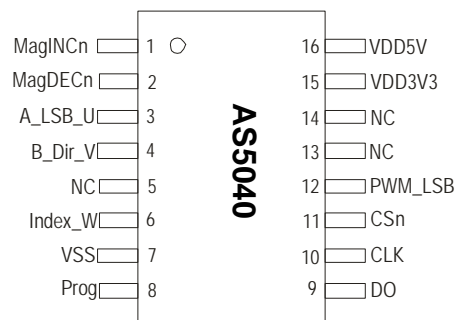 MagINCn 1 16 VDD5V
MagDECn 2 15 VDD3V3
A_LSB_U 3 14 NC
B_Dir_V 4 13 NC
NC 5 12 PWM_LSB
Index_W 6 11 CSn
VSS 7 10 CLK
Prog 8 9 DO
AS5040